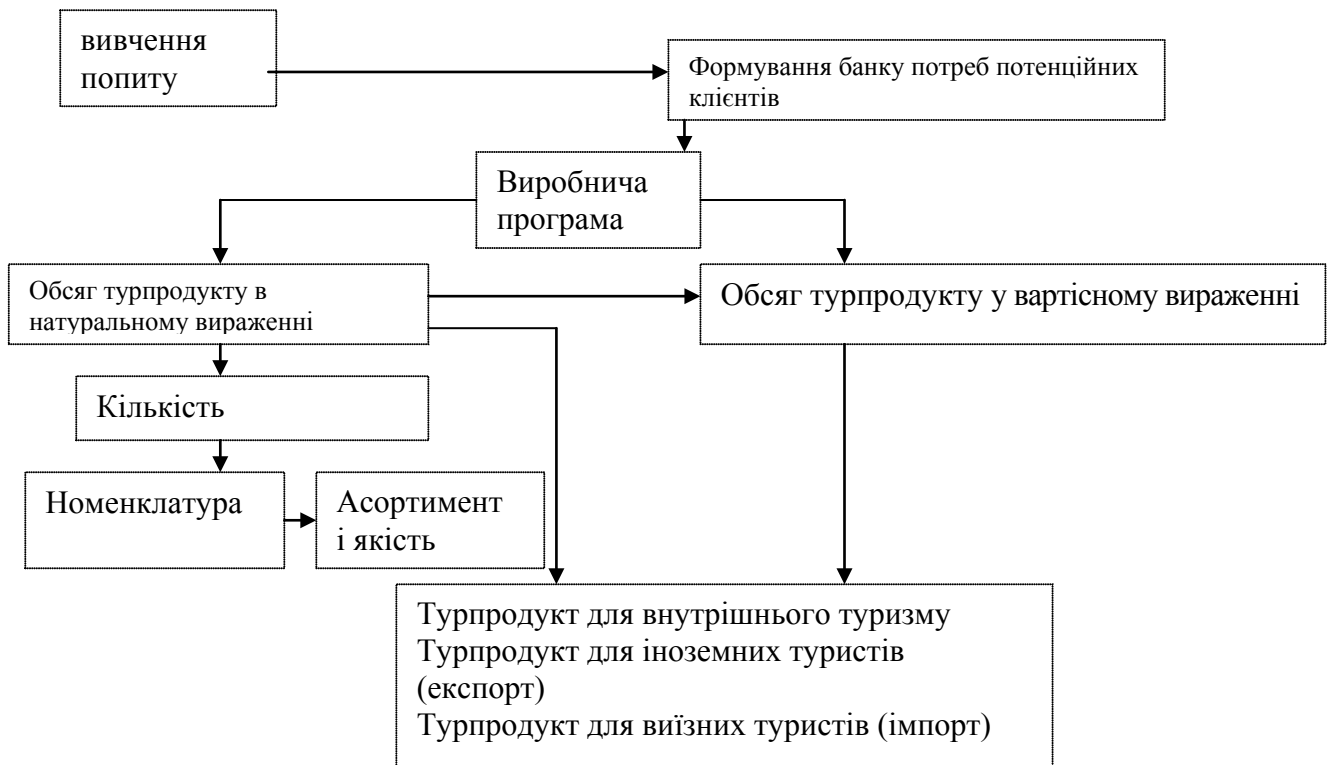 вивчення
попиту
Формування банку потреб потенційних
клієнтів
Виробнича
програма
Обсяг турпродукту в
натуральному вираженні
Обсяг турпродукту у вартісному вираженні
Кількість
Номенклатура
Асортимент
і якість
Турпродукт для внутрішнього туризму
Турпродукт для іноземних туристів
(експорт)
Турпродукт для виїзних туристів (імпорт)